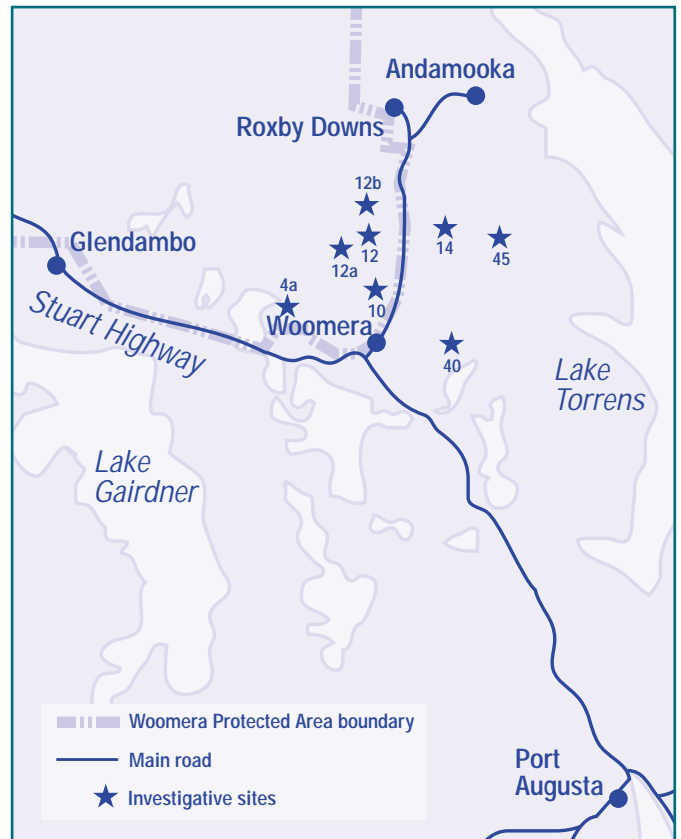 Andamooka
Roxby Downs
12b
14
12
45
Glendambo
12a
4a
10
Woomera
Stuart Highway
40
Lake
Torrens
Lake
Gairdner
Woomera Protected Area boundary
Main road
Investigative sites
Port
Augusta